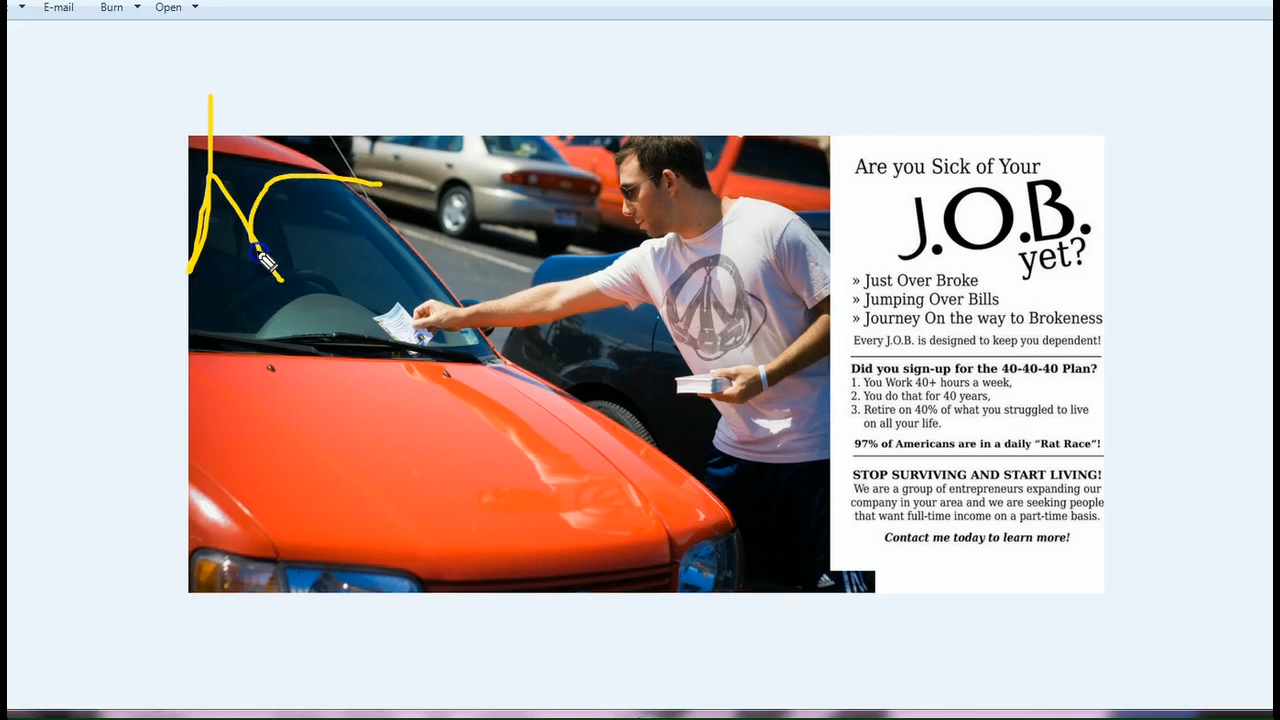 E-mail Burn Open
Are you Sick of Your
J.O.B.
yet?
» Just Over Broke
» Jumping Over Bills
» Journey On the way to Brokeness
Every J.O.B. is designed to keep you dependent!
Did you sign-up for the 40-40-40 Plan?
1. You Work 40+ hours a week,
2. You do that for 40 years,
3. Retire on 40% of what you struggled to live
on all your life.
97% of Americans are in a daily “Rat Race”!
STOP SURVIVING AND START LIVING!
We are a group of entrepreneurs expanding our
company in your area and we are seeking people
that want full-time income on a part-time basis.
Contact me today to learn more!